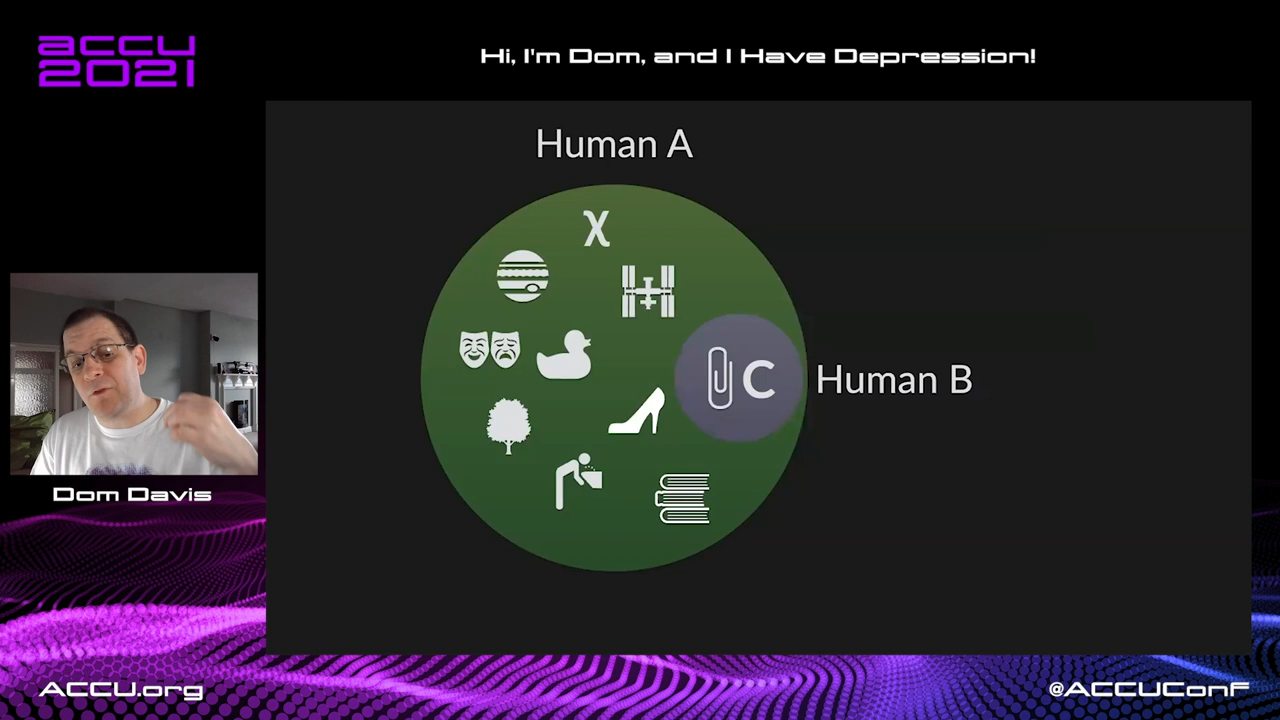 accu
2021
Hi, I'm Dom, and I Have Depression!
Human A
χ
C
Human B
Dom Davis
ACCU.org
@ACCUConf